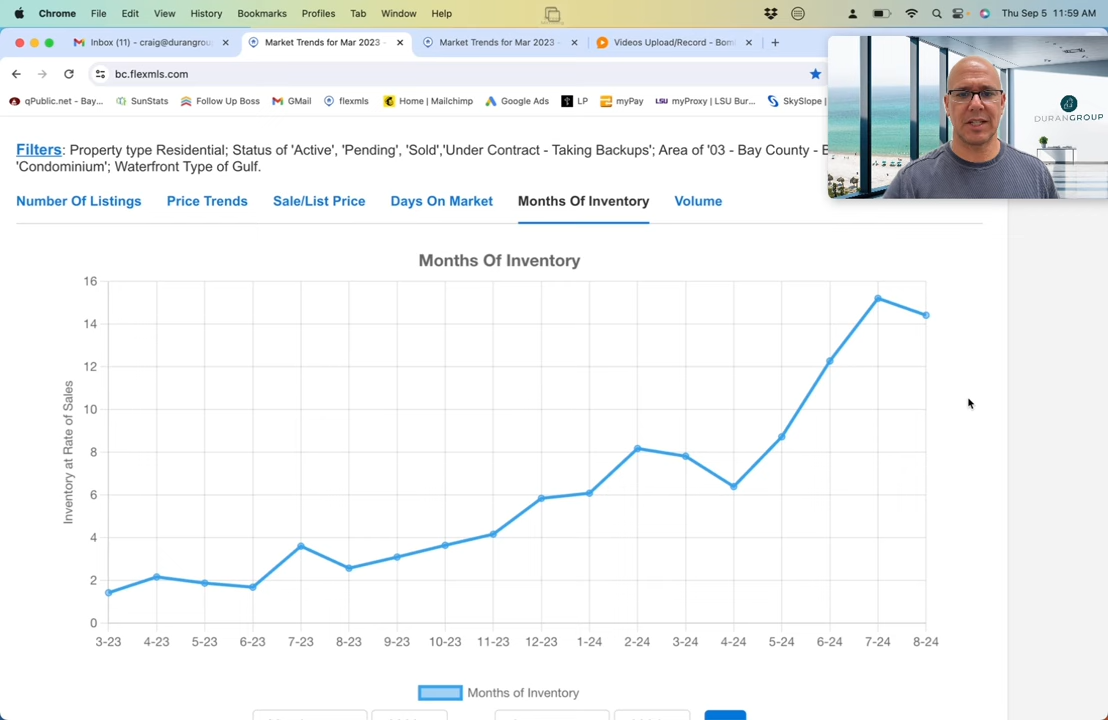 Chrome File Edit View History Bookmarks Profiles Tab Window Help Thu Sep 5 11:59 AM
Inbox (11) - craig@durangrou
Market Trends for Mar 2023 -
Market Trends for Mar 2023 -
Videos Upload/Record - Bom
bc.flexmls.com
qPublic.net - Bay... SunStats Follow Up Boss GMail flexmls Home | Mailchimp Google Ads LP myPay myProxy | LSU Bur... SkySlope |
DURANGROUP
Filters: Property type Residential; Status of 'Active', 'Pending', 'Sold','Under Contract - Taking Backups'; Area of '03 - Bay County -
'Condominium'; Waterfront Type of Gulf.
Number Of Listings Price Trends Sale/List Price Days On Market Months Of Inventory Volume
Months Of Inventory
Inventory at Rate of Sales
16
14
12
10
8
6
4
2
0
3-23 4-23 5-23 6-23 7-23 8-23 9-23 10-23 11-23 12-23 1-24 2-24 3-24 4-24 5-24 6-24 7-24 8-24
Months of Inventory